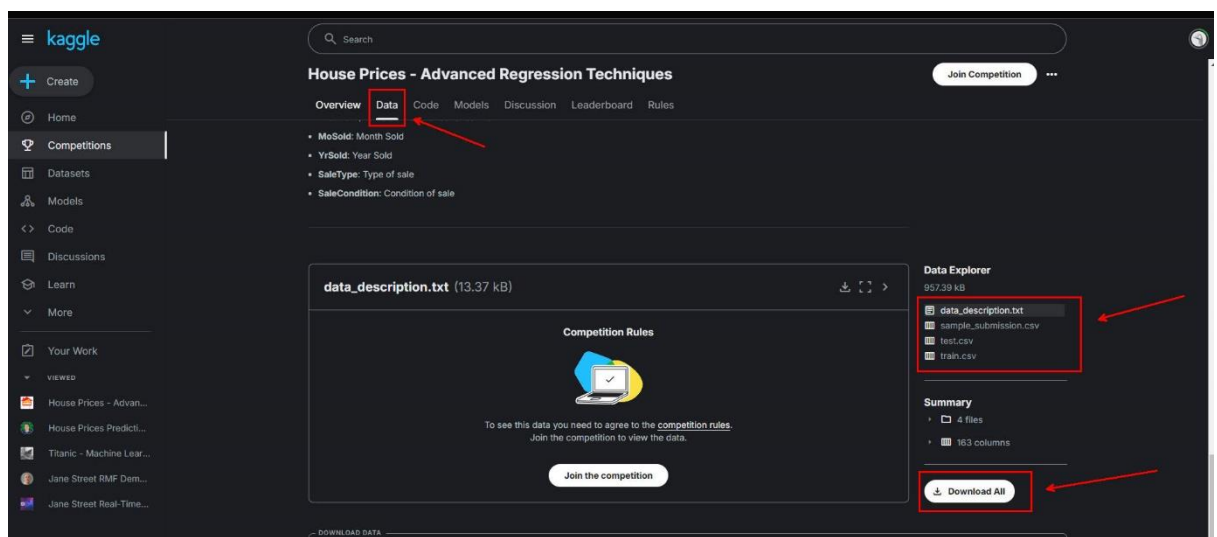 kaggle
Search
Create
Home
Competitions
Datasets
Models
Code
Discussions
Learn
More
Your Work
VIEWED
House Prices - Advan...
House Prices Predicti...
Titanic - Machine Lear...
Jane Street RMF Dem...
Jane Street Real-Time...
House Prices - Advanced Regression Techniques
Join Competition
Overview Data Code Models Discussion Leaderboard Rules
• MoSold: Month Sold
• YrSold: Year Sold
• SaleType: Type of sale
• SaleCondition: Condition of sale
data_description.txt (13.37 kB)
Competition Rules
To see this data you need to agree to the competition rules.
Join the competition to view the data.
Join the competition
Data Explorer
957.39 kB
data_description.txt
sample_submission.csv
test.csv
train.csv
Summary
4 files
163 columns
Download All
DOWNLOAD DATA